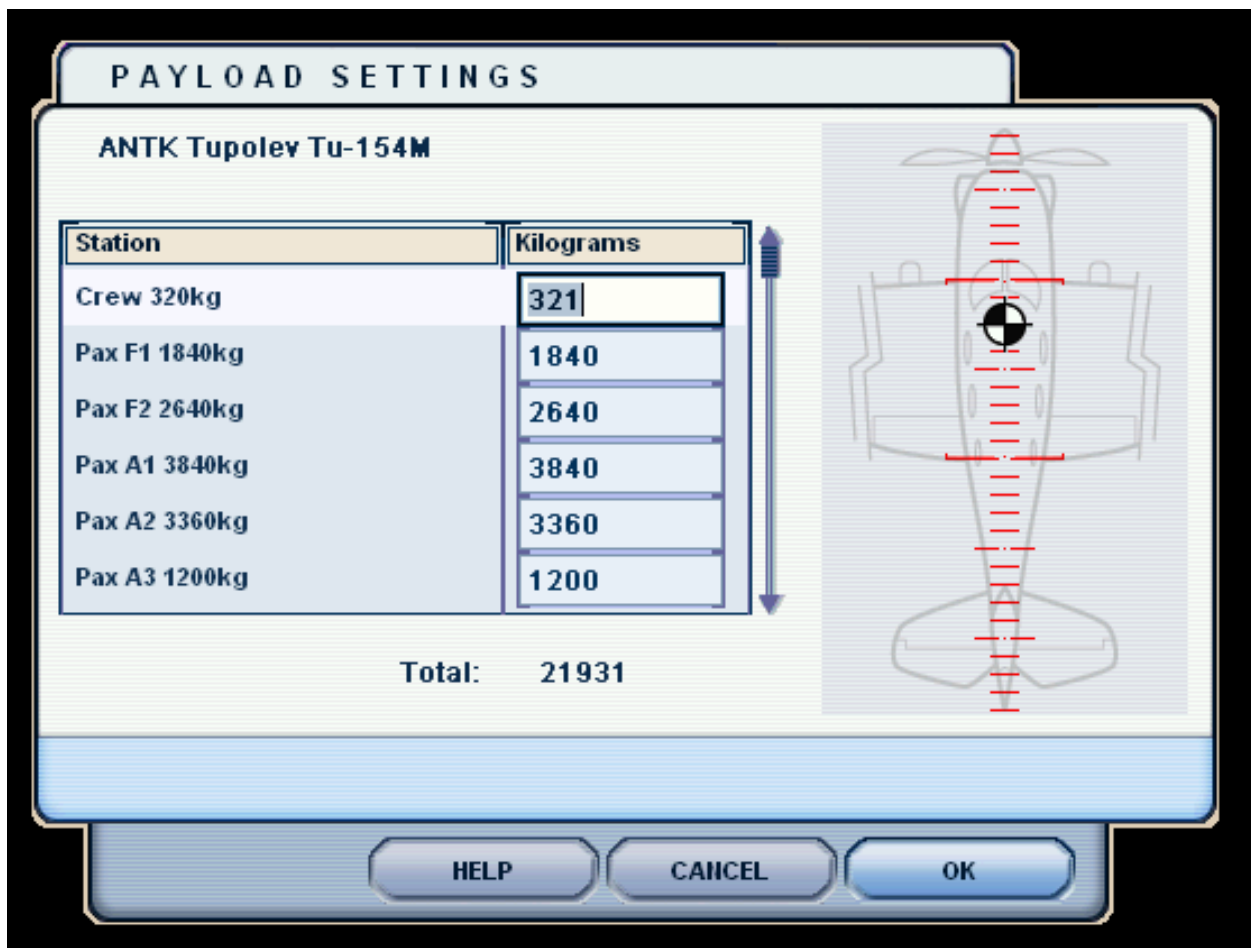 PAYLOAD SETTINGS
ANTK Tupolev Tu-154M
Station Kilograms
Crew 320kg 321
Pax F1 1840kg 1840
Pax F2 2640kg 2640
Pax A1 3840kg 3840
Pax A2 3360kg 3360
Pax A3 1200kg 1200
Total: 21931
HELP CANCEL OK